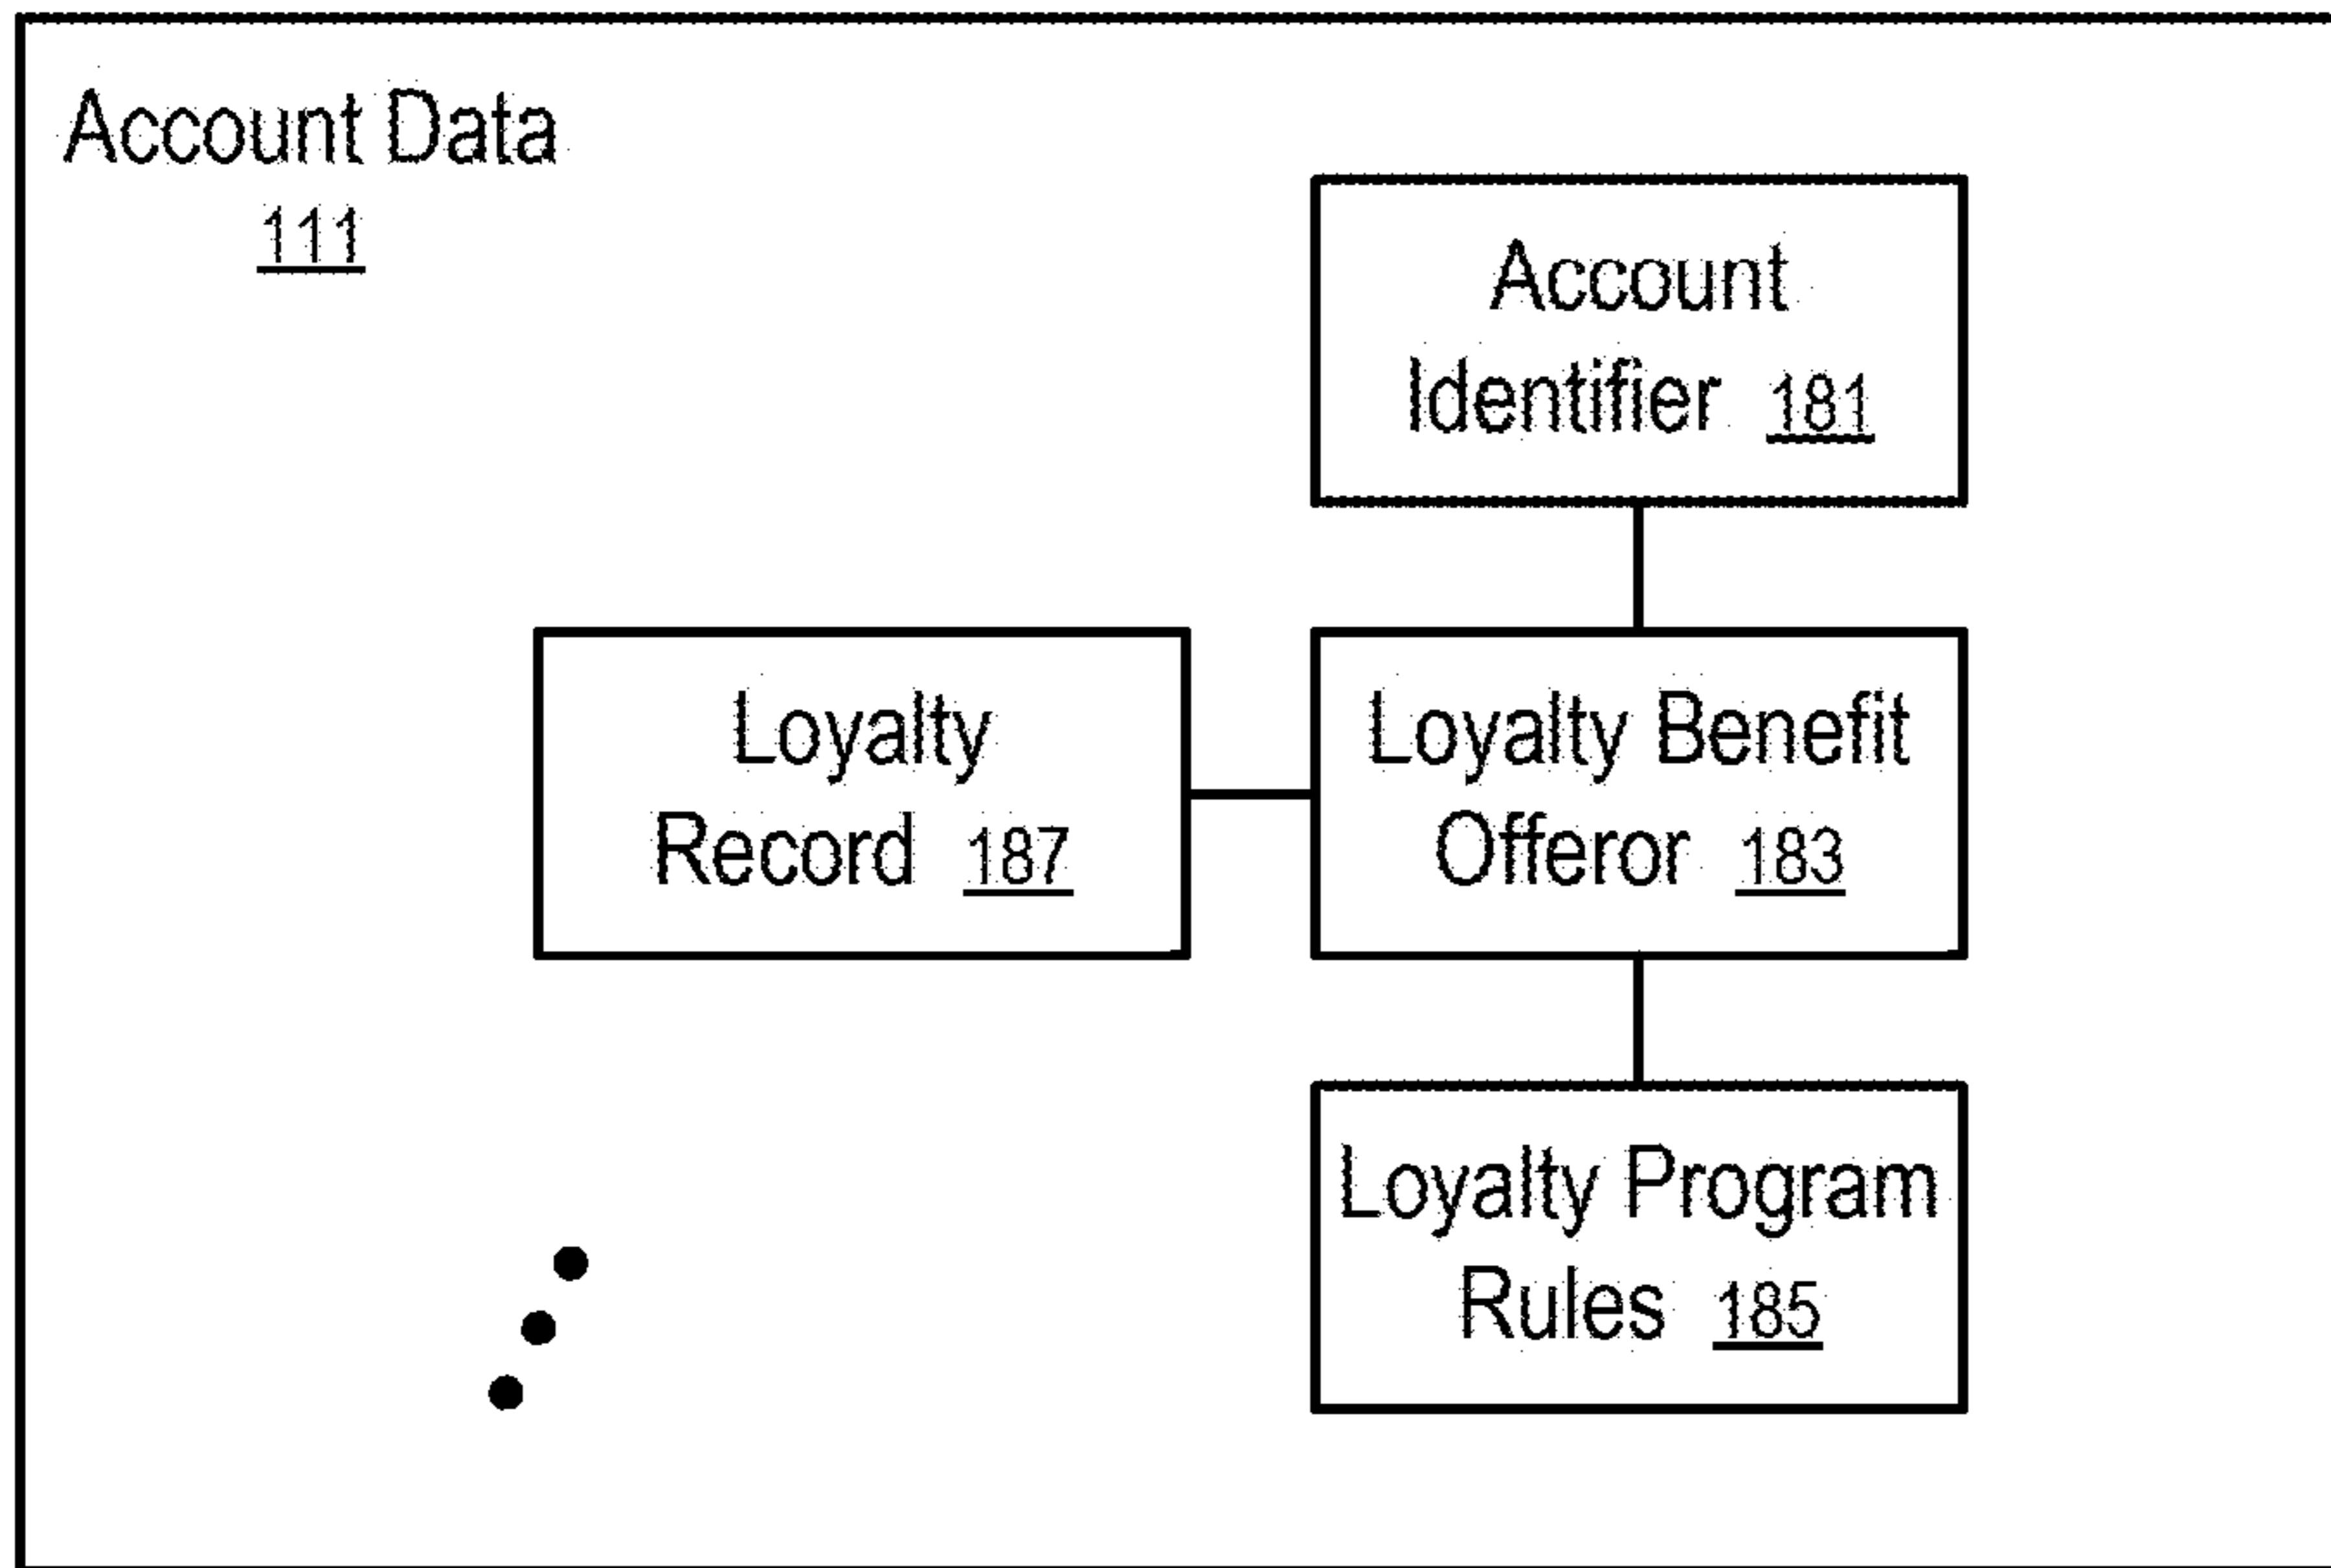 Account Data
111
Account
Identifier 181
Loyalty
Record 187
Loyalty Benefit
Offeror 183
Loyalty Program
Rules 185